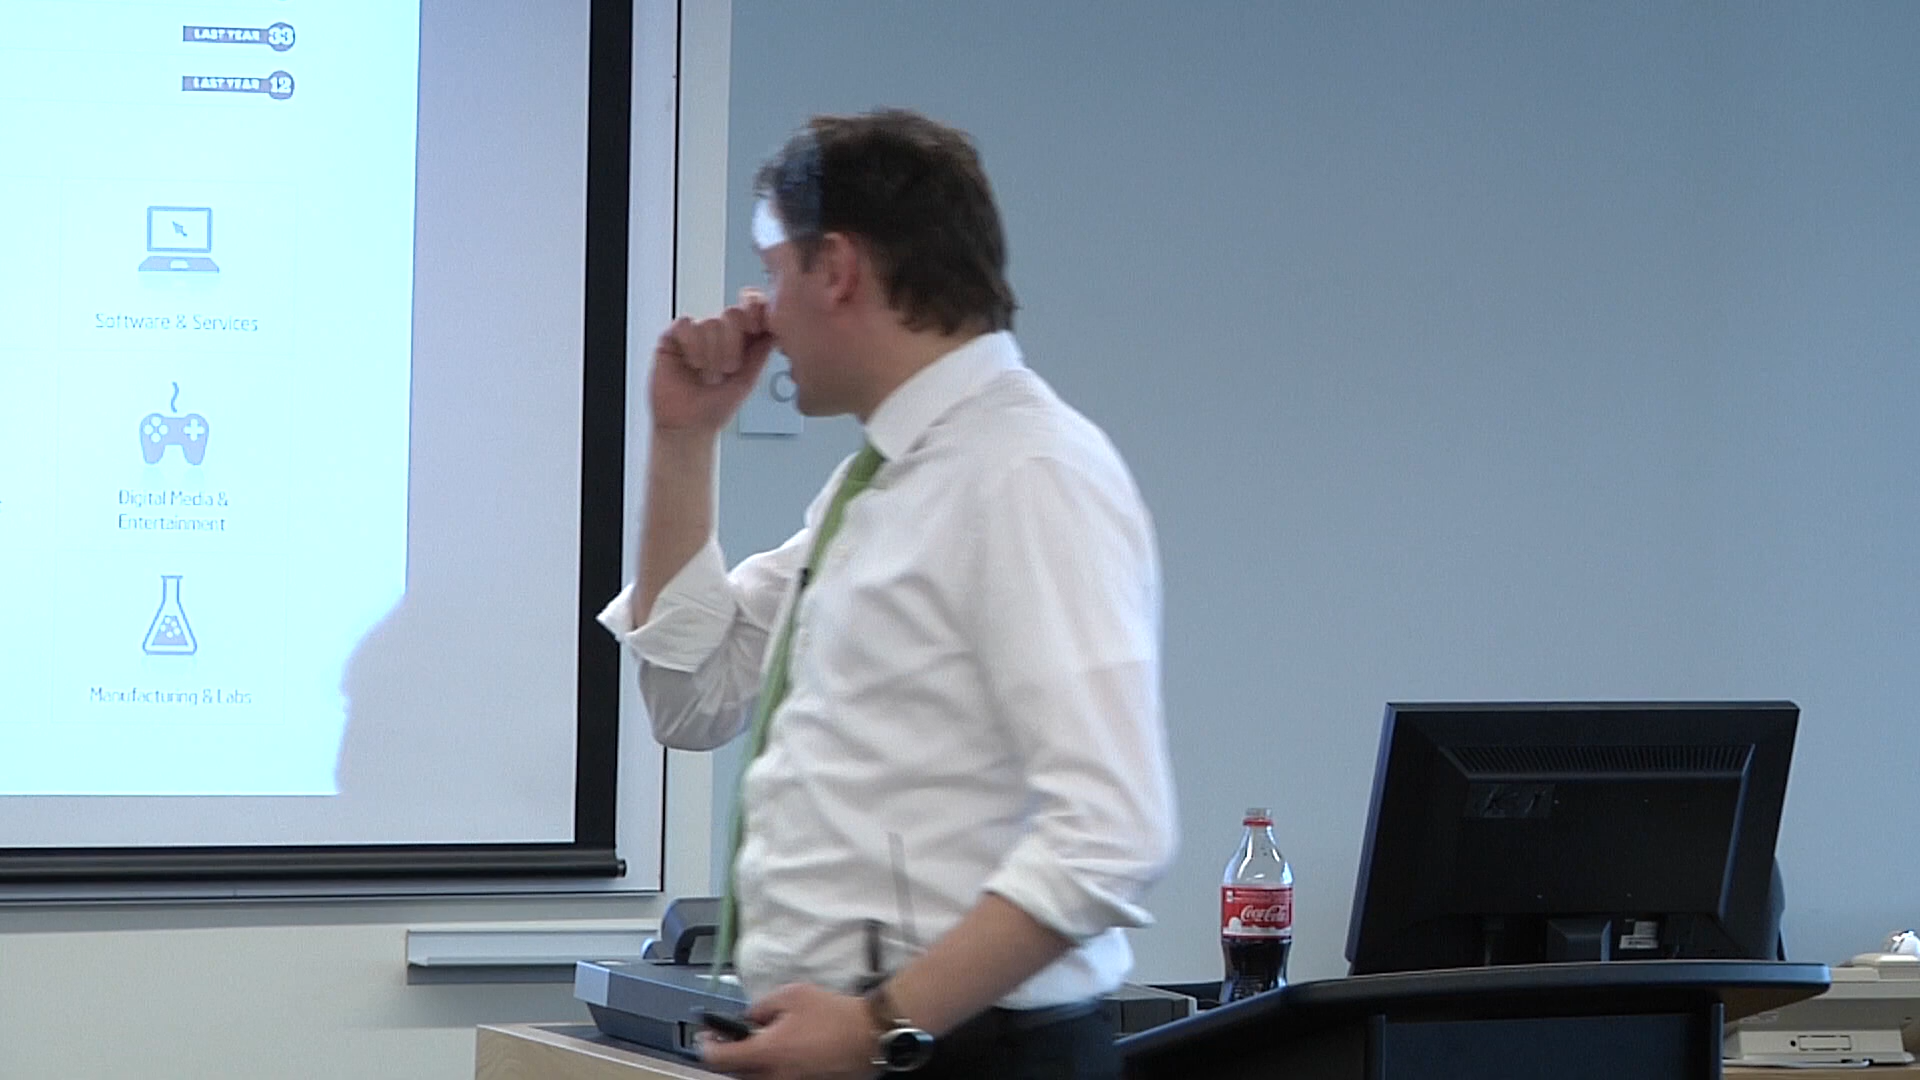 LAST YEAR 33
LAST YEAR 12
Software & Services
Digital Media &
Entertainment
Manufacturing & Labs
Coca-Cola